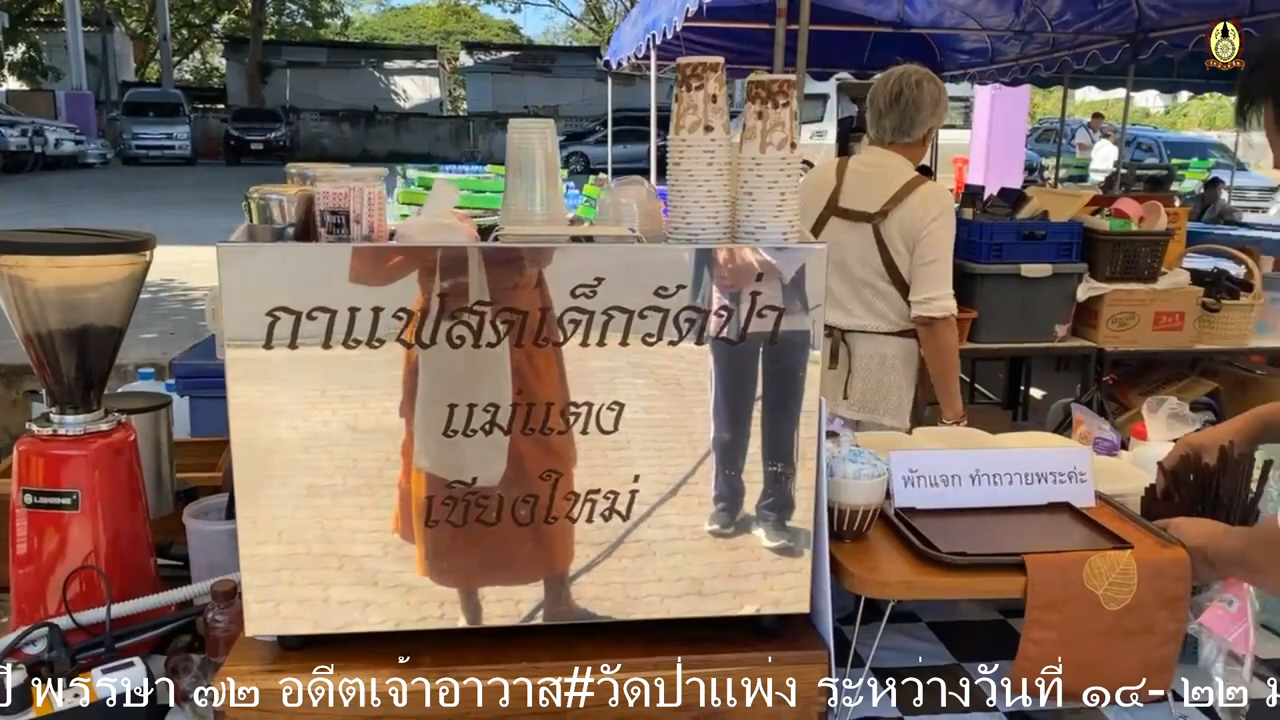 กาแฟสดเด็กวัดป่า
แม่แตง
เชียงใหม่
พักแจก ทำถวายพระค่ะ
พรรษา ๗๒ อดีตเจ้าอาวาส#วัดป่าแพ่ง ระหว่างวันที่ ๑๔- ๒๒